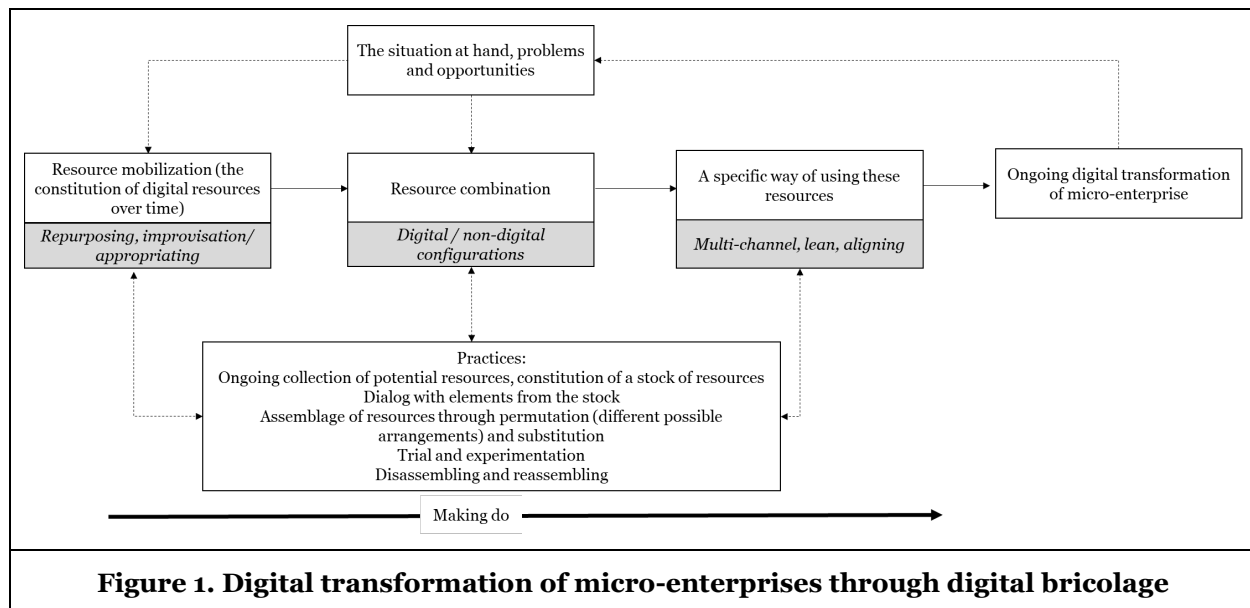 The situation at hand, problems
and opportunities
Resource mobilization (the
constitution of digital resources
over time)
Repurposing, improvisation/
appropriating
Resource combination
Digital / non-digital
configurations
A specific way of using these
resources
Multi-channel, lean, aligning
Ongoing digital transformation
of micro-enterprise
Practices:
Ongoing collection of potential resources, constitution of a stock of resources
Dialog with elements from the stock
Assemblage of resources through permutation (different possible
arrangements) and substitution
Trial and experimentation
Disassembling and reassembling
Making do
Figure 1. Digital transformation of micro-enterprises through digital bricolage